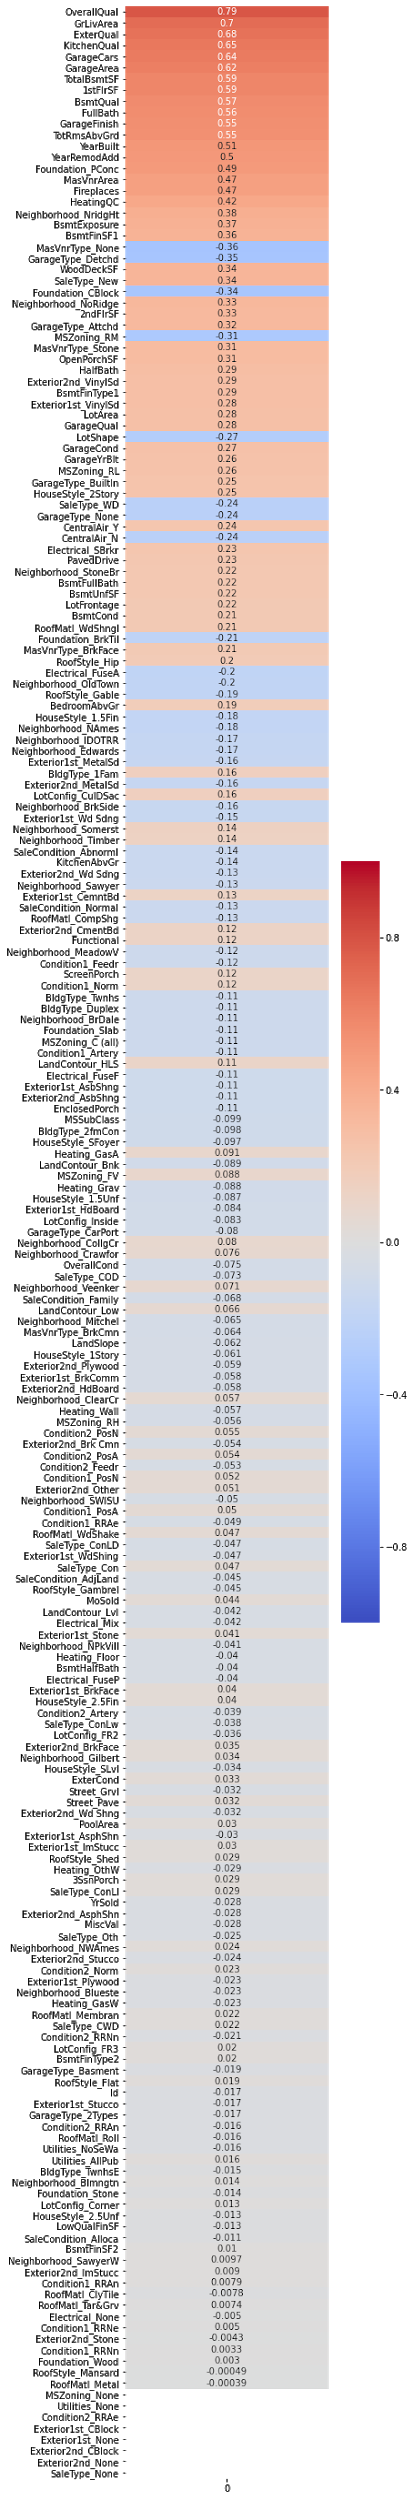 OverallQual 0.79
GrLivArea 0.7
ExterQual 0.68
KitchenQual 0.65
GarageCars 0.64
GarageArea 0.62
TotalBsmtSF 0.59
1stFlrSF 0.59
BsmtQual 0.57
FullBath 0.56
GarageFinish 0.55
TotRmsAbvGrd 0.55
YearBuilt 0.51
YearRemodAdd 0.5
Foundation_PConc 0.49
MasVnrArea 0.47
Fireplaces 0.47
HeatingQC 0.42
Neighborhood_NridgHt 0.38
BsmtExposure 0.37
BsmtFinSF1 0.36
MasVnrType_None -0.36
GarageType_Detchd -0.35
WoodDeckSF 0.34
SaleType_New 0.34
Foundation_CBlock -0.34
Neighborhood_NoRidge 0.33
2ndFlrSF 0.33
GarageType_Attchd 0.32
MSZoning_RM -0.31
MasVnrType_Stone 0.31
OpenPorchSF 0.31
HalfBath 0.29
Exterior2nd_VinylSd 0.29
BsmtFinType1 0.29
Exterior1st_VinylSd 0.28
LotArea 0.28
GarageQual 0.28
LotShape -0.27
GarageCond 0.27
GarageYrBlt 0.26
MSZoning_RL 0.26
GarageType_BuiltIn 0.25
HouseStyle_2Story 0.25
SaleType_WD -0.24
GarageType_None -0.24
CentralAir_Y 0.24
CentralAir_N -0.24
Electrical_SBrkr 0.23
PavedDrive 0.23
Neighborhood_StoneBr 0.22
BsmtFullBath 0.22
BsmtUnfSF 0.22
LotFrontage 0.22
BsmtCond 0.21
RoofMatl_WdShngl 0.21
Foundation_BrkTil -0.21
MasVnrType_BrkFace 0.21
RoofStyle_Hip 0.2
Electrical_FuseA -0.2
Neighborhood_OldTown -0.2
RoofStyle_Gable -0.19
BedroomAbvGr 0.19
HouseStyle_1.5Fin -0.18
Neighborhood_NAmes -0.18
Neighborhood_IDOTRR -0.17
Neighborhood_Edwards -0.17
Exterior1st_MetalSd -0.16
BldgType_1Fam 0.16
Exterior2nd_MetalSd -0.16
LotConfig_CulDSac 0.16
Neighborhood_BrkSide -0.16
Exterior1st_Wd Sdng -0.15
Neighborhood_Somerst 0.14
Neighborhood_Timber 0.14
SaleCondition_Abnorml -0.14
KitchenAbvGr -0.14
Exterior2nd_Wd Sdng -0.13
Neighborhood_Sawyer -0.13
Exterior1st_CemntBd 0.13
SaleCondition_Normal -0.13
RoofMatl_CompShg -0.13
Exterior2nd_CmentBd 0.12
Functional 0.12
Neighborhood_MeadowV -0.12
Condition1_Feedr -0.12
ScreenPorch 0.12
Condition1_Norm 0.12
BldgType_Twnhs -0.11
BldgType_Duplex -0.11
Neighborhood_BrDale -0.11
Foundation_Slab -0.11
MSZoning_C (all) -0.11
Condition1_Artery -0.11
LandContour_HLS 0.11
Electrical_FuseF -0.11
Exterior1st_AsbShng -0.11
Exterior2nd_AsbShng -0.11
EnclosedPorch -0.11
MSSubClass -0.099
BldgType_2fmCon -0.098
HouseStyle_SFoyer -0.097
Heating_GasA 0.091
LandContour_Bnk -0.089
MSZoning_FV 0.088
Heating_Grav -0.088
HouseStyle_1.5Unf -0.087
Exterior1st_HdBoard -0.084
LotConfig_Inside -0.083
GarageType_CarPort -0.08
Neighborhood_CollgCr 0.08
Neighborhood_Crawfor 0.076
OverallCond -0.075
SaleType_COD -0.073
Neighborhood_Veenker 0.071
SaleCondition_Family -0.068
LandContour_Low 0.066
Neighborhood_Mitchel -0.065
MasVnrType_BrkCmn -0.064
LandSlope -0.062
HouseStyle_1Story -0.061
Exterior2nd_Plywood -0.059
Exterior1st_BrkComm -0.058
Exterior2nd_HdBoard -0.058
Neighborhood_ClearCr 0.057
Heating_Wall -0.057
MSZoning_RH -0.056
Condition2_PosN 0.055
Exterior2nd_Brk Cmn -0.054
Condition2_PosA 0.054
Condition2_Feedr -0.053
Condition1_PosN 0.052
Exterior2nd_Other 0.051
Neighborhood_SWISU -0.05
Condition1_PosA 0.05
Condition1_RRAe -0.049
RoofMatl_WdShake 0.047
SaleType_ConLD -0.047
Exterior1st_WdShing -0.047
SaleType_Con 0.047
SaleCondition_AdjLand -0.045
RoofStyle_Gambrel -0.045
MoSold 0.044
LandContour_Lvl -0.042
Electrical_Mix -0.042
Exterior1st_Stone 0.041
Neighborhood_NPkVill -0.041
Heating_Floor -0.04
BsmtHalfBath -0.04
Electrical_FuseP -0.04
Exterior1st_BrkFace 0.04
HouseStyle_2.5Fin 0.04
Condition2_Artery -0.039
SaleType_ConLw -0.038
LotConfig_FR2 -0.036
Exterior2nd_BrkFace 0.035
Neighborhood_Gilbert 0.034
HouseStyle_SLvl -0.034
ExterCond 0.033
Street_Grvl -0.032
Street_Pave 0.032
Exterior2nd_Wd Shng -0.032
PoolArea 0.03
Exterior1st_AsphShn -0.03
Exterior1st_ImStucc 0.03
RoofStyle_Shed 0.029
Heating_OthW -0.029
3SsnPorch 0.029
SaleType_ConLI 0.029
YrSold -0.028
Exterior2nd_AsphShn -0.028
MiscVal -0.028
SaleType_Oth -0.025
Neighborhood_NWAmes 0.024
Exterior2nd_Stucco -0.024
Condition2_Norm 0.023
Exterior1st_Plywood -0.023
Neighborhood_Blueste -0.023
Heating_GasW -0.023
RoofMatl_Membran 0.022
SaleType_CWD 0.022
Condition2_RRNn -0.021
LotConfig_FR3 0.02
BsmtFinType2 0.02
GarageType_Basment -0.019
RoofStyle_Flat 0.019
Id -0.017
Exterior1st_Stucco -0.017
GarageType_2Types -0.017
Condition2_RRAn -0.016
RoofMatl_Roll -0.016
Utilities_NoSeWa -0.016
Utilities_AllPub 0.016
BldgType_TwnhsE -0.015
Neighborhood_Blmngtn 0.014
Foundation_Stone -0.014
LotConfig_Corner 0.013
HouseStyle_2.5Unf -0.013
LowQualFinSF -0.013
SaleCondition_Alloca -0.011
BsmtFinSF2 0.01
Neighborhood_SawyerW 0.0097
Exterior2nd_ImStucc 0.009
Condition1_RRAn 0.0079
RoofMatl_ClyTile -0.0078
RoofMatl_Tar&Grv 0.0074
Electrical_None -0.005
Condition1_RRNe 0.005
Exterior2nd_Stone -0.0043
Condition1_RRNn 0.0033
Foundation_Wood 0.003
RoofStyle_Mansard -0.00049
RoofMatl_Metal -0.00039
MSZoning_None
Utilities_None
Condition2_RRAe
Exterior1st_CBlock
Exterior1st_None
Exterior2nd_CBlock
Exterior2nd_None
SaleType_None
0
0.8
0.4
0.0
−0.4
−0.8